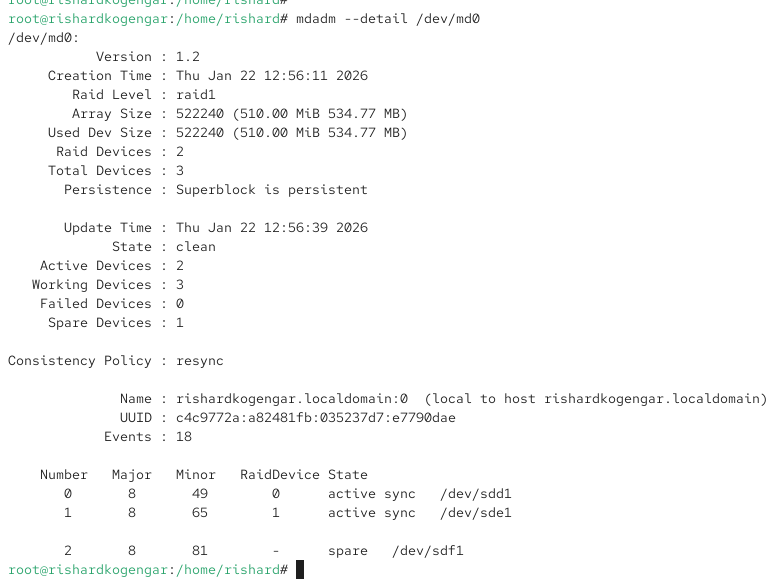 root@rishardkogengar:/home/rishard#
root@rishardkogengar:/home/rishard# mdadm --detail /dev/md0
/dev/md0:
Version : 1.2
Creation Time : Thu Jan 22 12:56:11 2026
Raid Level : raid1
Array Size : 522240 (510.00 MiB 534.77 MB)
Used Dev Size : 522240 (510.00 MiB 534.77 MB)
Raid Devices : 2
Total Devices : 3
Persistence : Superblock is persistent
Update Time : Thu Jan 22 12:56:39 2026
State : clean
Active Devices : 2
Working Devices : 3
Failed Devices : 0
Spare Devices : 1
Consistency Policy : resync
Name : rishardkogengar.localdomain:0 (local to host rishardkogengar.localdomain)
UUID : c4c9772a:a82481fb:035237d7:e7790dae
Events : 18
Number Major Minor RaidDevice State
0 8 49 0 active sync /dev/sdd1
1 8 65 1 active sync /dev/sde1
2 8 81 - spare /dev/sdf1
root@rishardkogengar:/home/rishard#